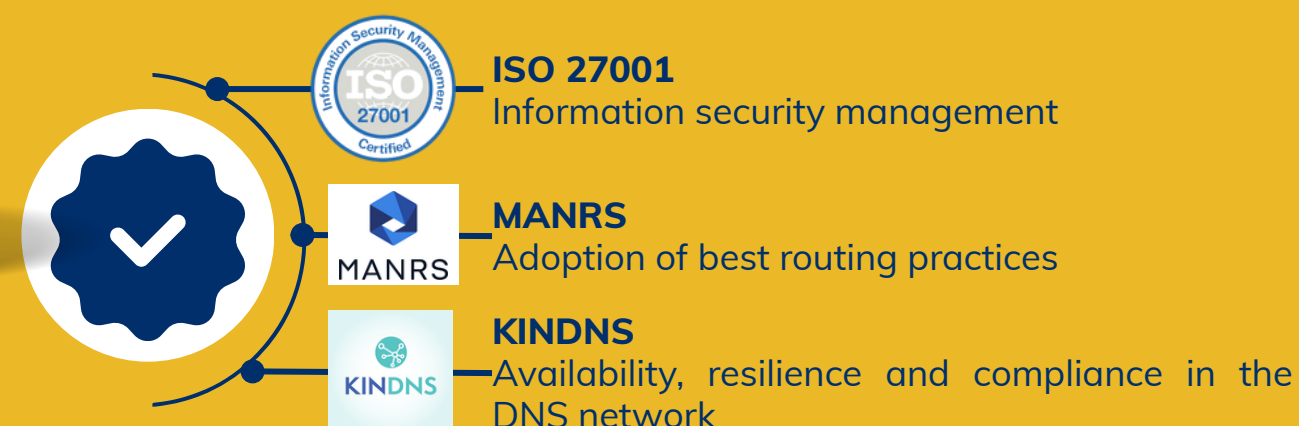 Information Security Management
ISO
27001
Certified
ISO 27001
Information security management
MANRS
MANRS
Adoption of best routing practices
KINDNS
KINDNS
Availability, resilience and compliance in the
DNS network